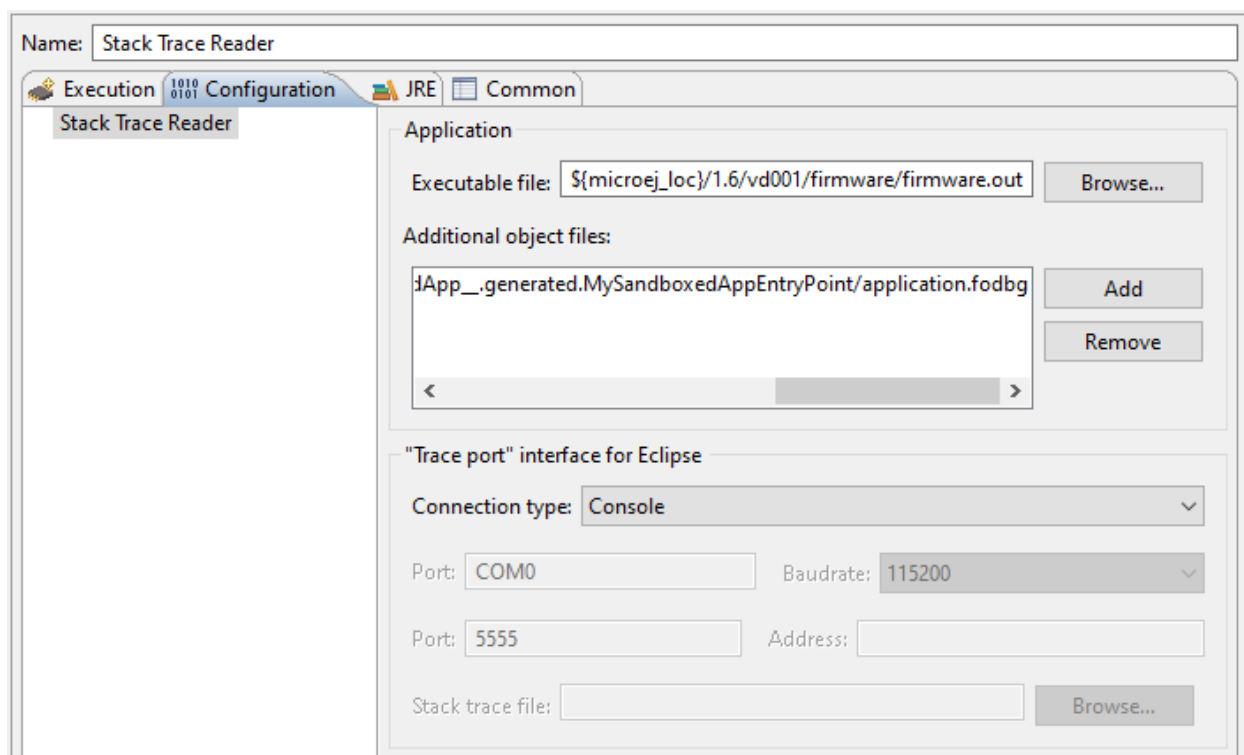 Name: Stack Trace Reader
Execution 1010 0101 Configuration JRE Common
Stack Trace Reader
Application
Executable file: ${microej_loc}/1.6/vd001/firmware/firmware.out Browse...
Additional object files:
dApp__.generated.MySandboxedAppEntryPoint/application.fodbg Add
Remove
"Trace port" interface for Eclipse
Connection type: Console
Port: COM0 Baudrate: 115200
Port: 5555 Address:
Stack trace file: Browse...